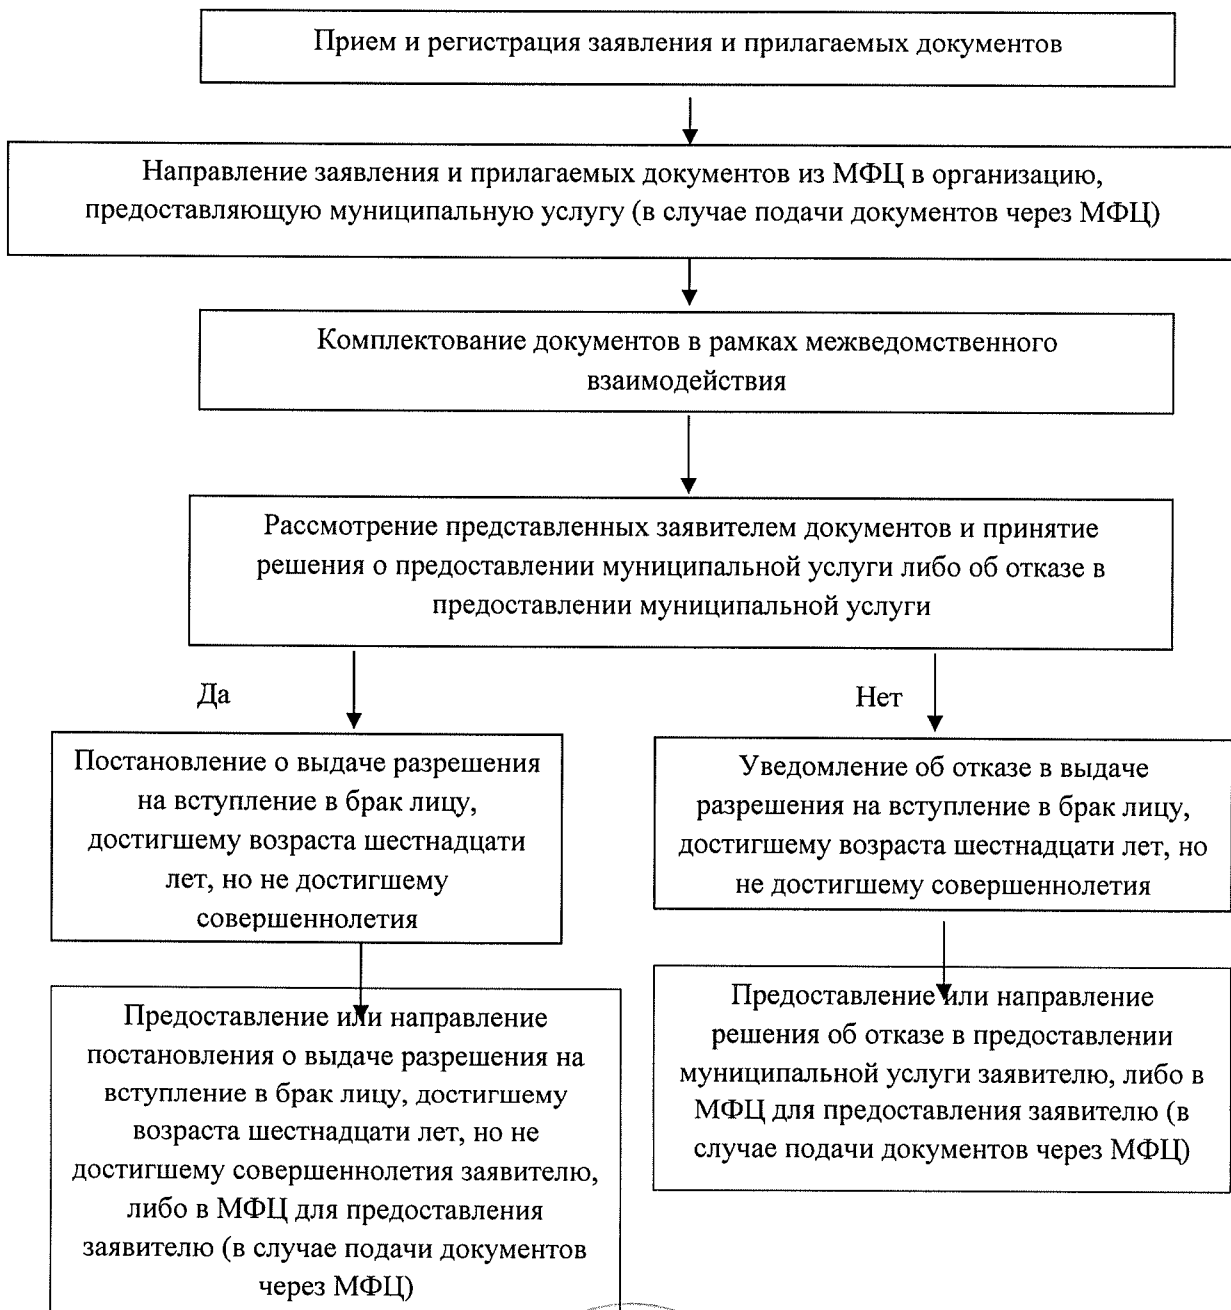 Прием и регистрация заявления и прилагаемых документов
Направление заявления и прилагаемых документов из МФЦ в организацию,
предоставляющую муниципальную услугу (в случае подачи документов через МФЦ)
Комплектование документов в рамках межведомственного
взаимодействия
Рассмотрение представленных заявителем документов и принятие
решения о предоставлении муниципальной услуги либо об отказе в
предоставлении муниципальной услуги
Да
Нет
Постановление о выдаче разрешения
на вступление в брак лицу,
достигшему возраста шестнадцати
лет, но не достигшему
совершеннолетия
Уведомление об отказе в выдаче
разрешения на вступление в брак лицу,
достигшему возраста шестнадцати лет, но
не достигшему совершеннолетия
Предоставление или направление
постановления о выдаче разрешения на
вступление в брак лицу, достигшему
возраста шестнадцати лет, но не
достигшему совершеннолетия заявителю,
либо в МФЦ для предоставления
заявителю (в случае подачи документов
через МФЦ)
Предоставление или направление
решения об отказе в предоставлении
муниципальной услуги заявителю, либо в
МФЦ для предоставления заявителю (в
случае подачи документов через МФЦ)